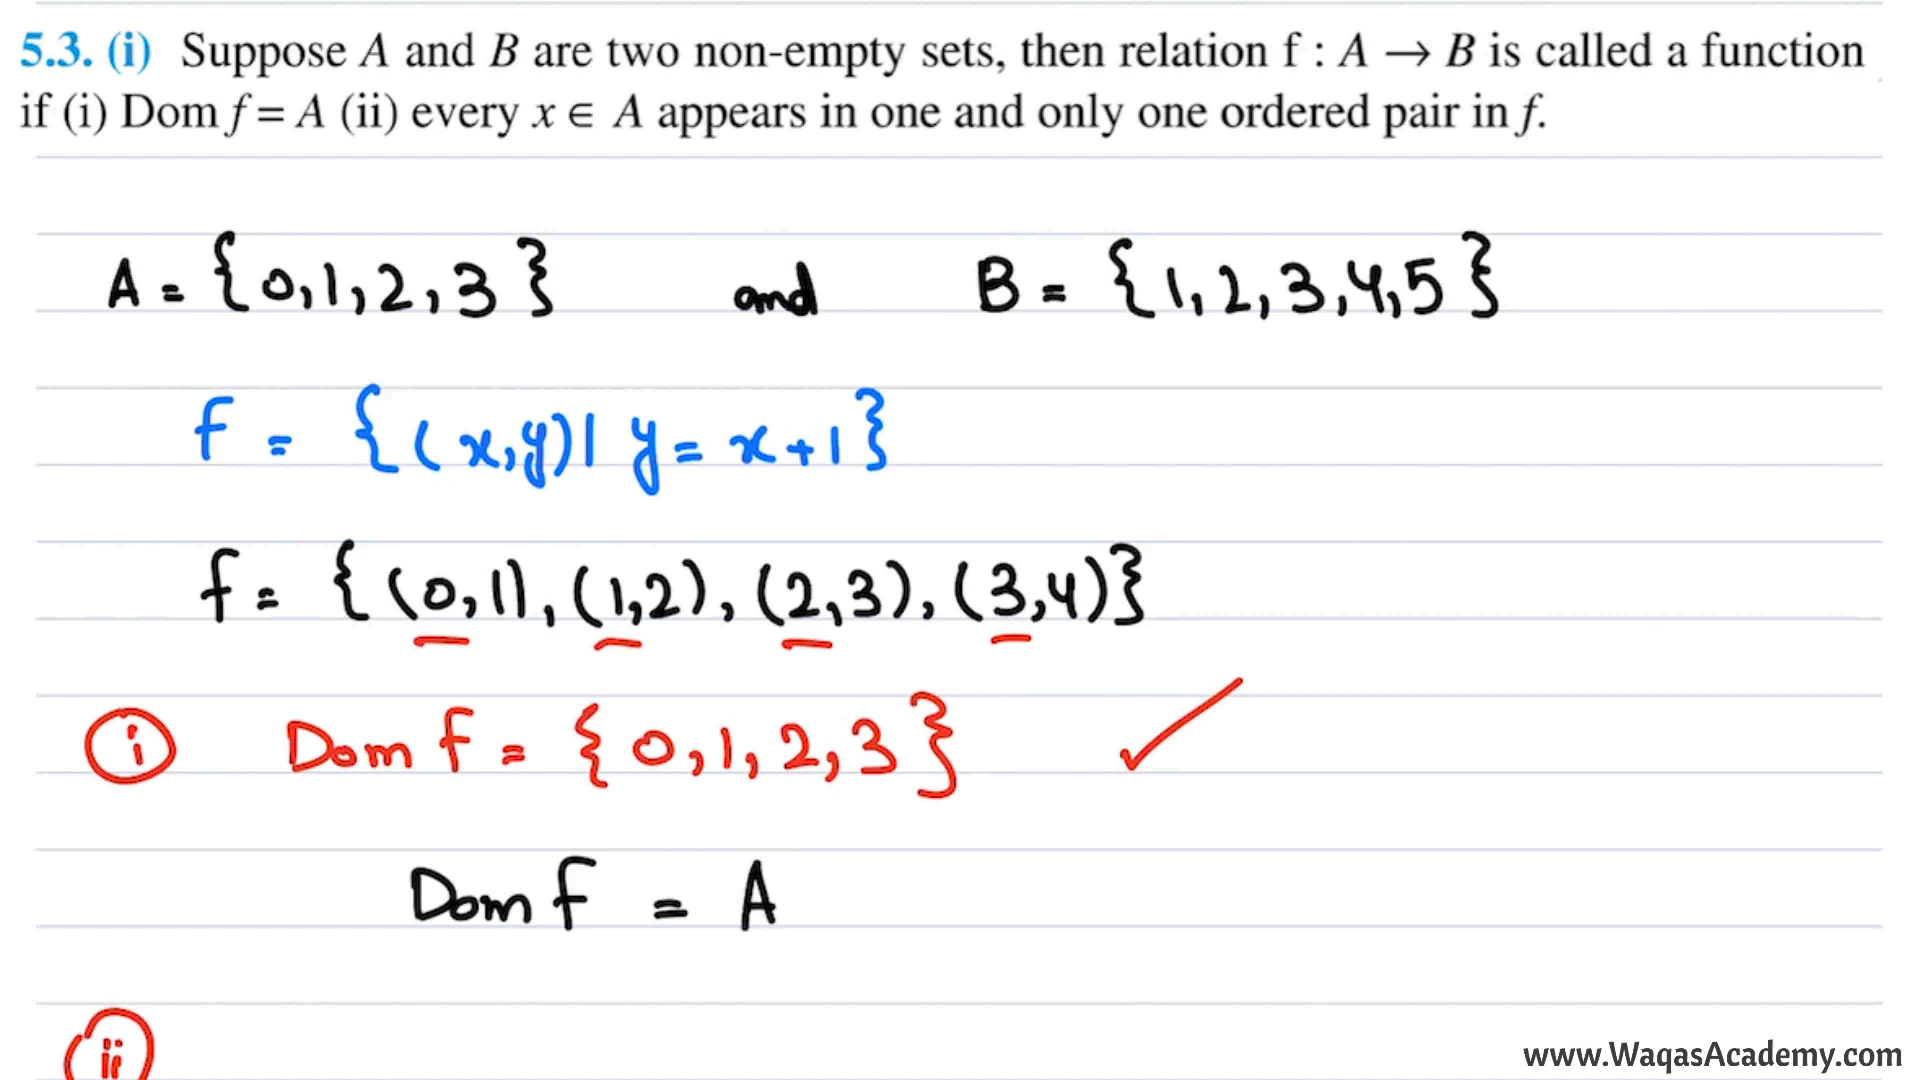 5.3. (i) Suppose A and B are two non-empty sets, then relation f : A → B is called a function
if (i) Dom f = A (ii) every x ∈ A appears in one and only one ordered pair in f.
A = {0,1,2,3} and B = {1,2,3,4,5}
f = {(x,y)| y = x+1}
f = {(0,1), (1,2), (2,3), (3,4)}
i Dom f = {0,1,2,3} ✓
Dom f = A
ii
www.WaqasAcademy.com